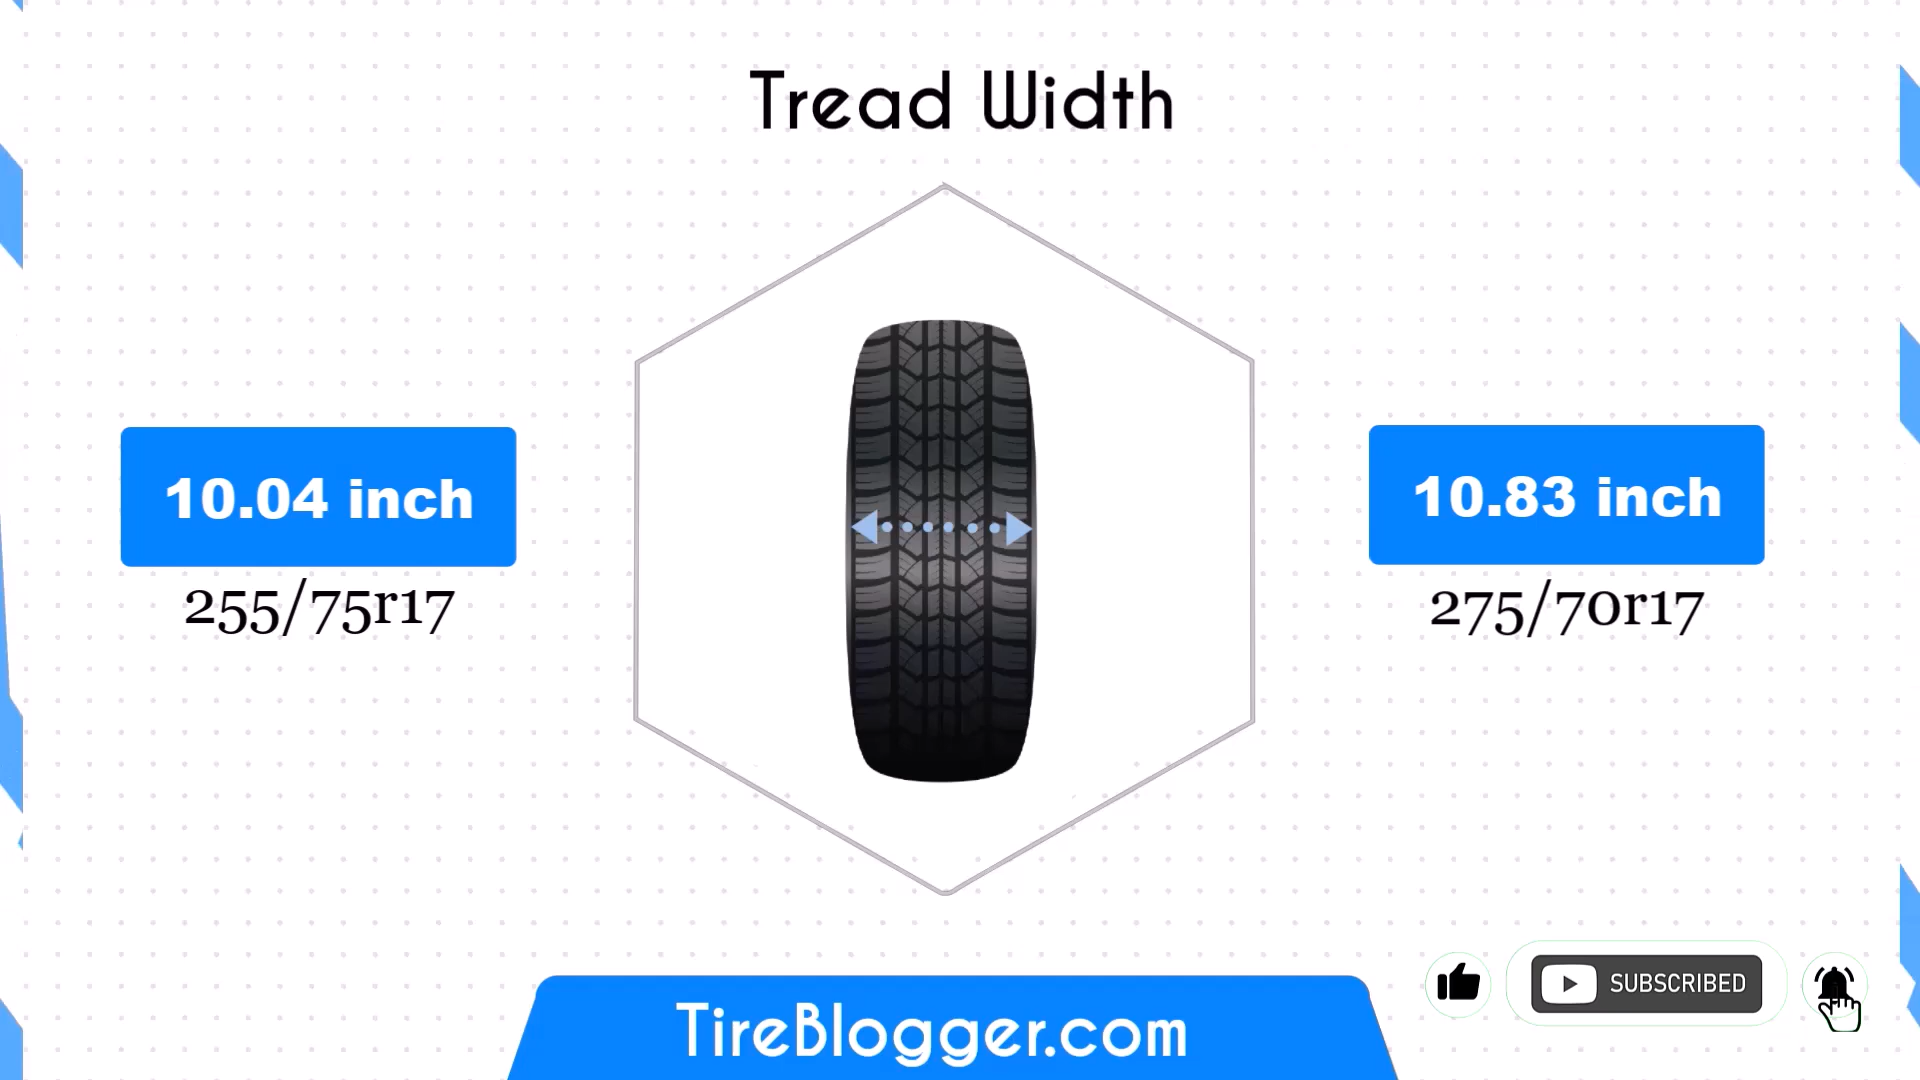 Tread Width
10.04 inch
255/75r17
10.83 inch
275/70r17
SUBSCRIBED
TireBlogger.com